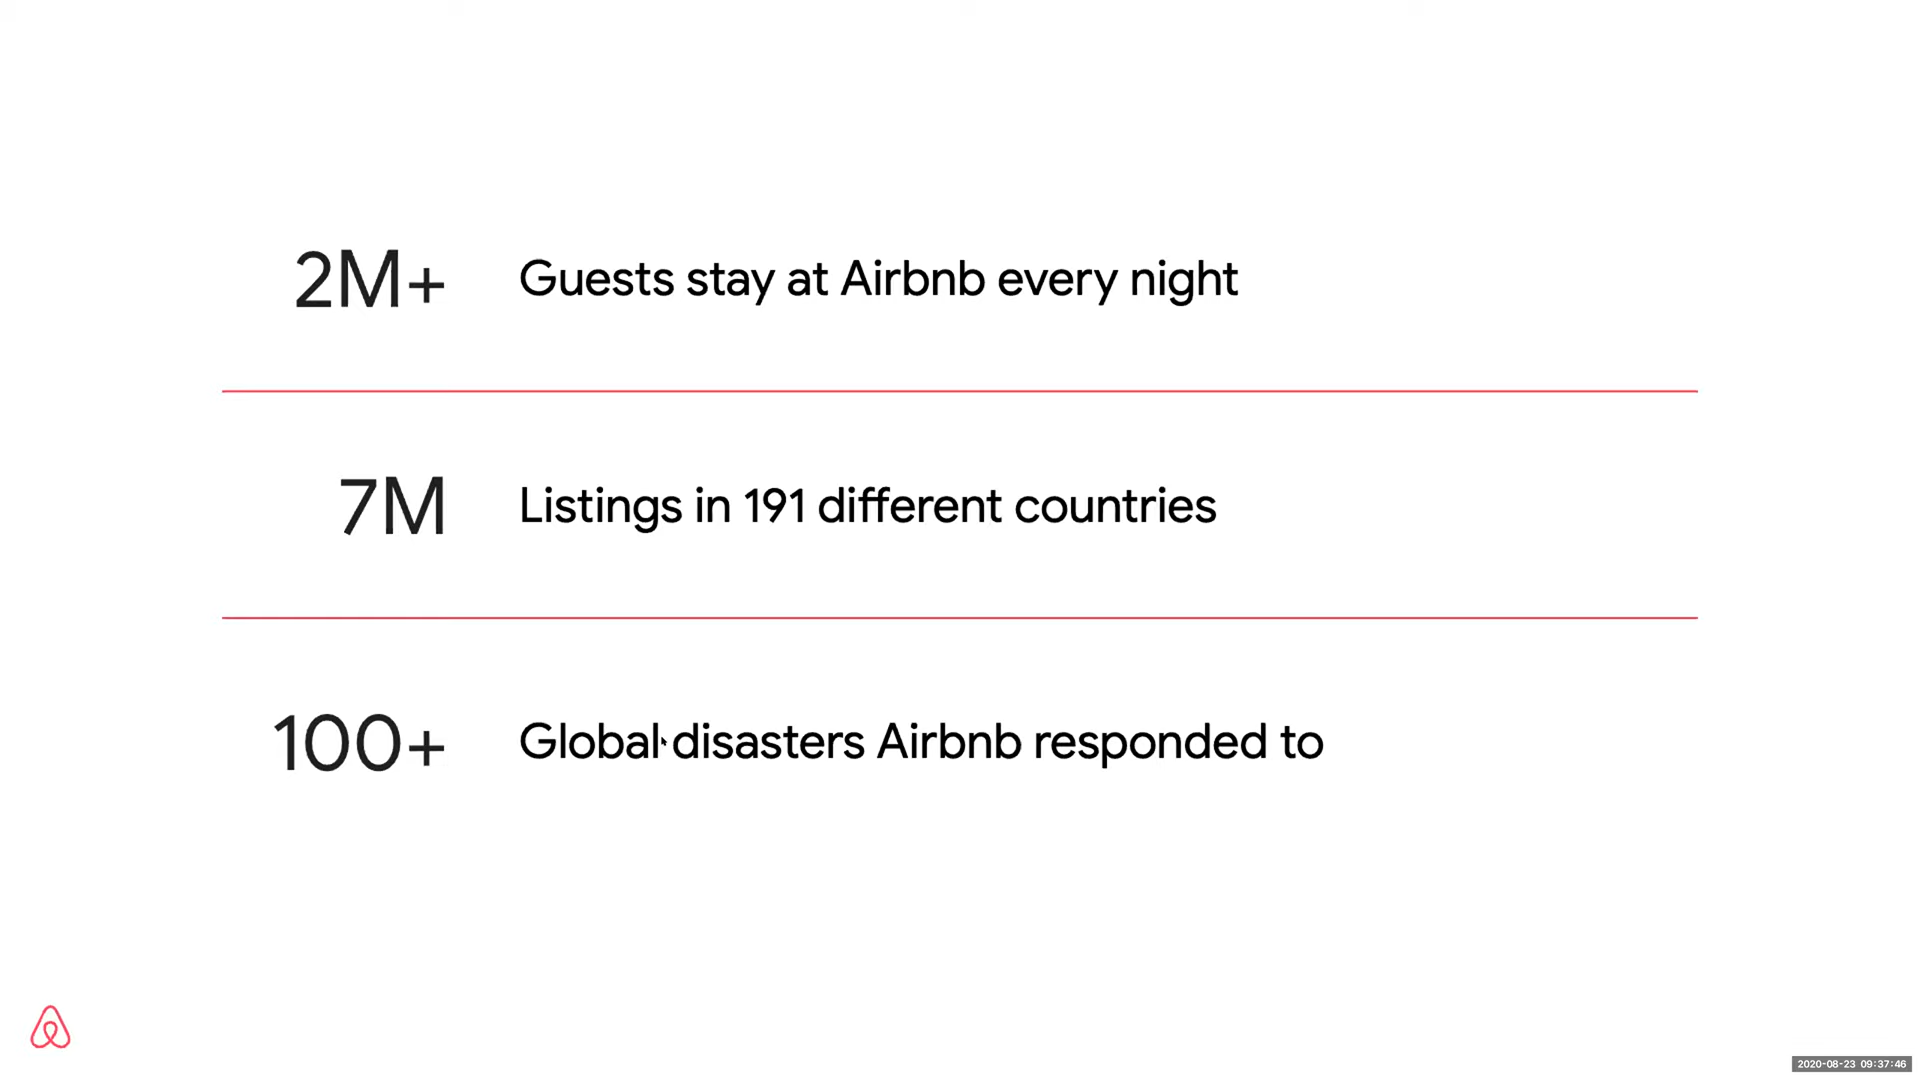 2M+ Guests stay at Airbnb every night
7M Listings in 191 different countries
100+ Global disasters Airbnb responded to
2020-08-23 09:37:46